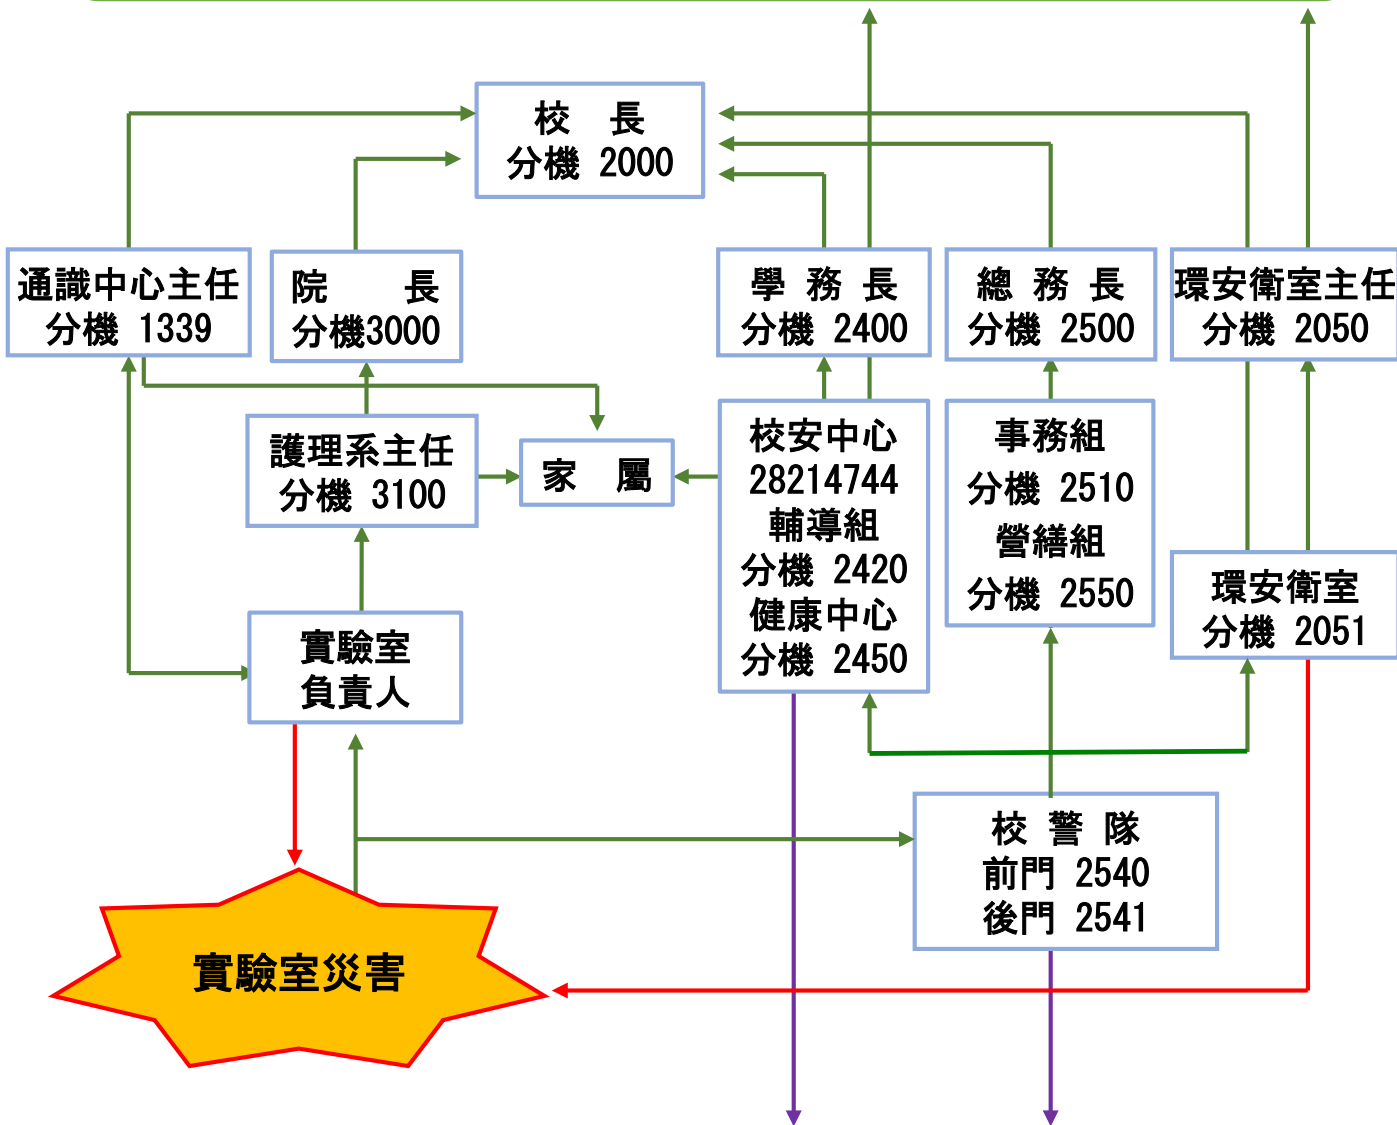 校 長
分機 2000
通識中心主任
分機 1339
院 長
分機3000
學 務 長
分機 2400
總 務 長
分機 2500
環安衛室主任
分機 2050
護理系主任
分機 3100
家 屬
校安中心
28214744
輔導組
分機 2420
健康中心
分機 2450
事務組
分機 2510
營繕組
分機 2550
環安衛室
分機 2051
實驗室
負責人
校 警 隊
前門 2540
後門 2541
實驗室災害